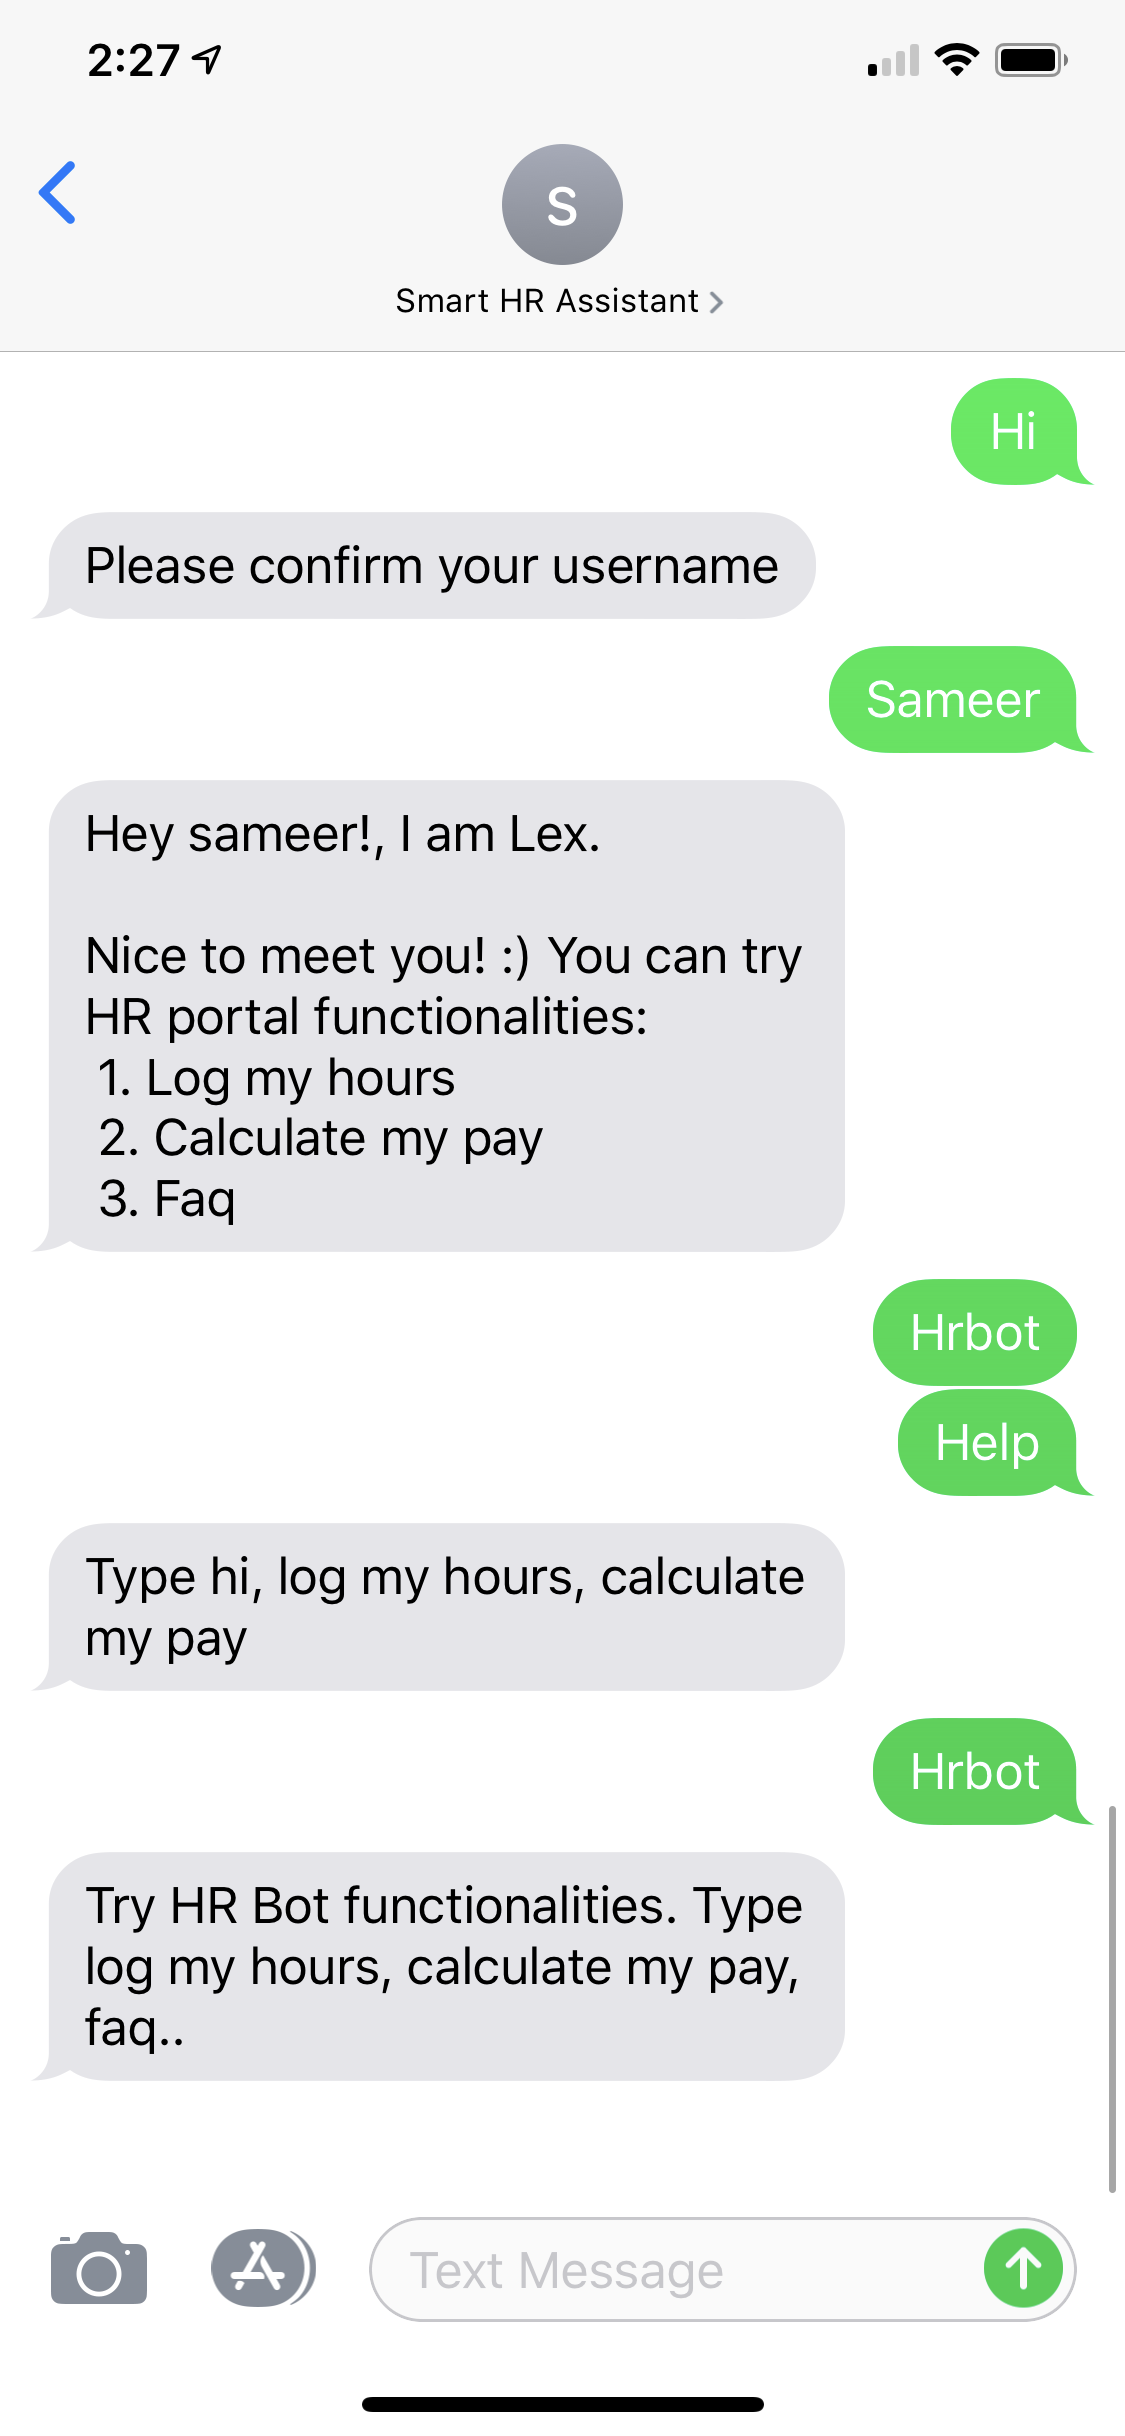 2:27
S
Smart HR Assistant
Hi
Please confirm your username
Sameer
Hey sameer!, I am Lex.
Nice to meet you! :) You can try
HR portal functionalities:
1. Log my hours
2. Calculate my pay
3. Faq
Hrbot
Help
Type hi, log my hours, calculate
my pay
Hrbot
Try HR Bot functionalities. Type
log my hours, calculate my pay,
faq..
Text Message